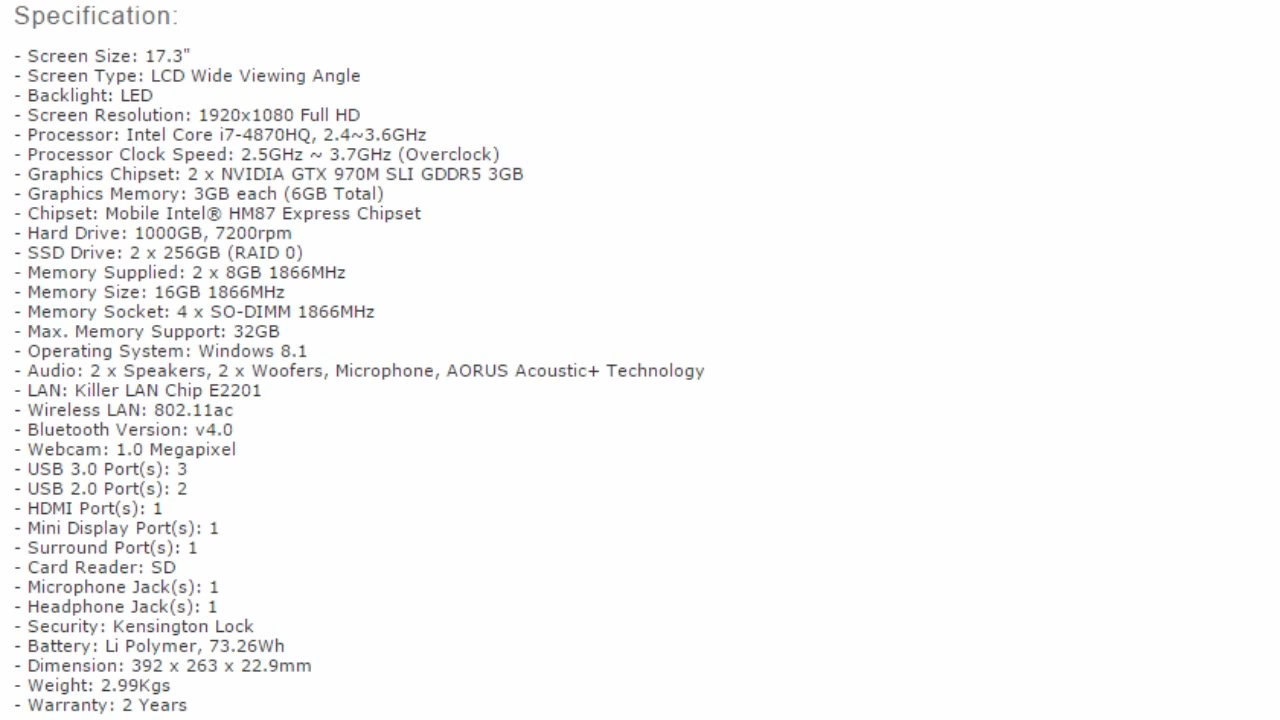 Specification:
- Screen Size: 17.3"
- Screen Type: LCD Wide Viewing Angle
- Backlight: LED
- Screen Resolution: 1920x1080 Full HD
- Processor: Intel Core i7-4870HQ, 2.4~3.6GHz
- Processor Clock Speed: 2.5GHz ~ 3.7GHz (Overclock)
- Graphics Chipset: 2 x NVIDIA GTX 970M SLI GDDR5 3GB
- Graphics Memory: 3GB each (6GB Total)
- Chipset: Mobile Intel® HM87 Express Chipset
- Hard Drive: 1000GB, 7200rpm
- SSD Drive: 2 x 256GB (RAID 0)
- Memory Supplied: 2 x 8GB 1866MHz
- Memory Size: 16GB 1866MHz
- Memory Socket: 4 x SO-DIMM 1866MHz
- Max. Memory Support: 32GB
- Operating System: Windows 8.1
- Audio: 2 x Speakers, 2 x Woofers, Microphone, AORUS Acoustic+ Technology
- LAN: Killer LAN Chip E2201
- Wireless LAN: 802.11ac
- Bluetooth Version: v4.0
- Webcam: 1.0 Megapixel
- USB 3.0 Port(s): 3
- USB 2.0 Port(s): 2
- HDMI Port(s): 1
- Mini Display Port(s): 1
- Surround Port(s): 1
- Card Reader: SD
- Microphone Jack(s): 1
- Headphone Jack(s): 1
- Security: Kensington Lock
- Battery: Li Polymer, 73.26Wh
- Dimension: 392 x 263 x 22.9mm
- Weight: 2.99Kgs
- Warranty: 2 Years